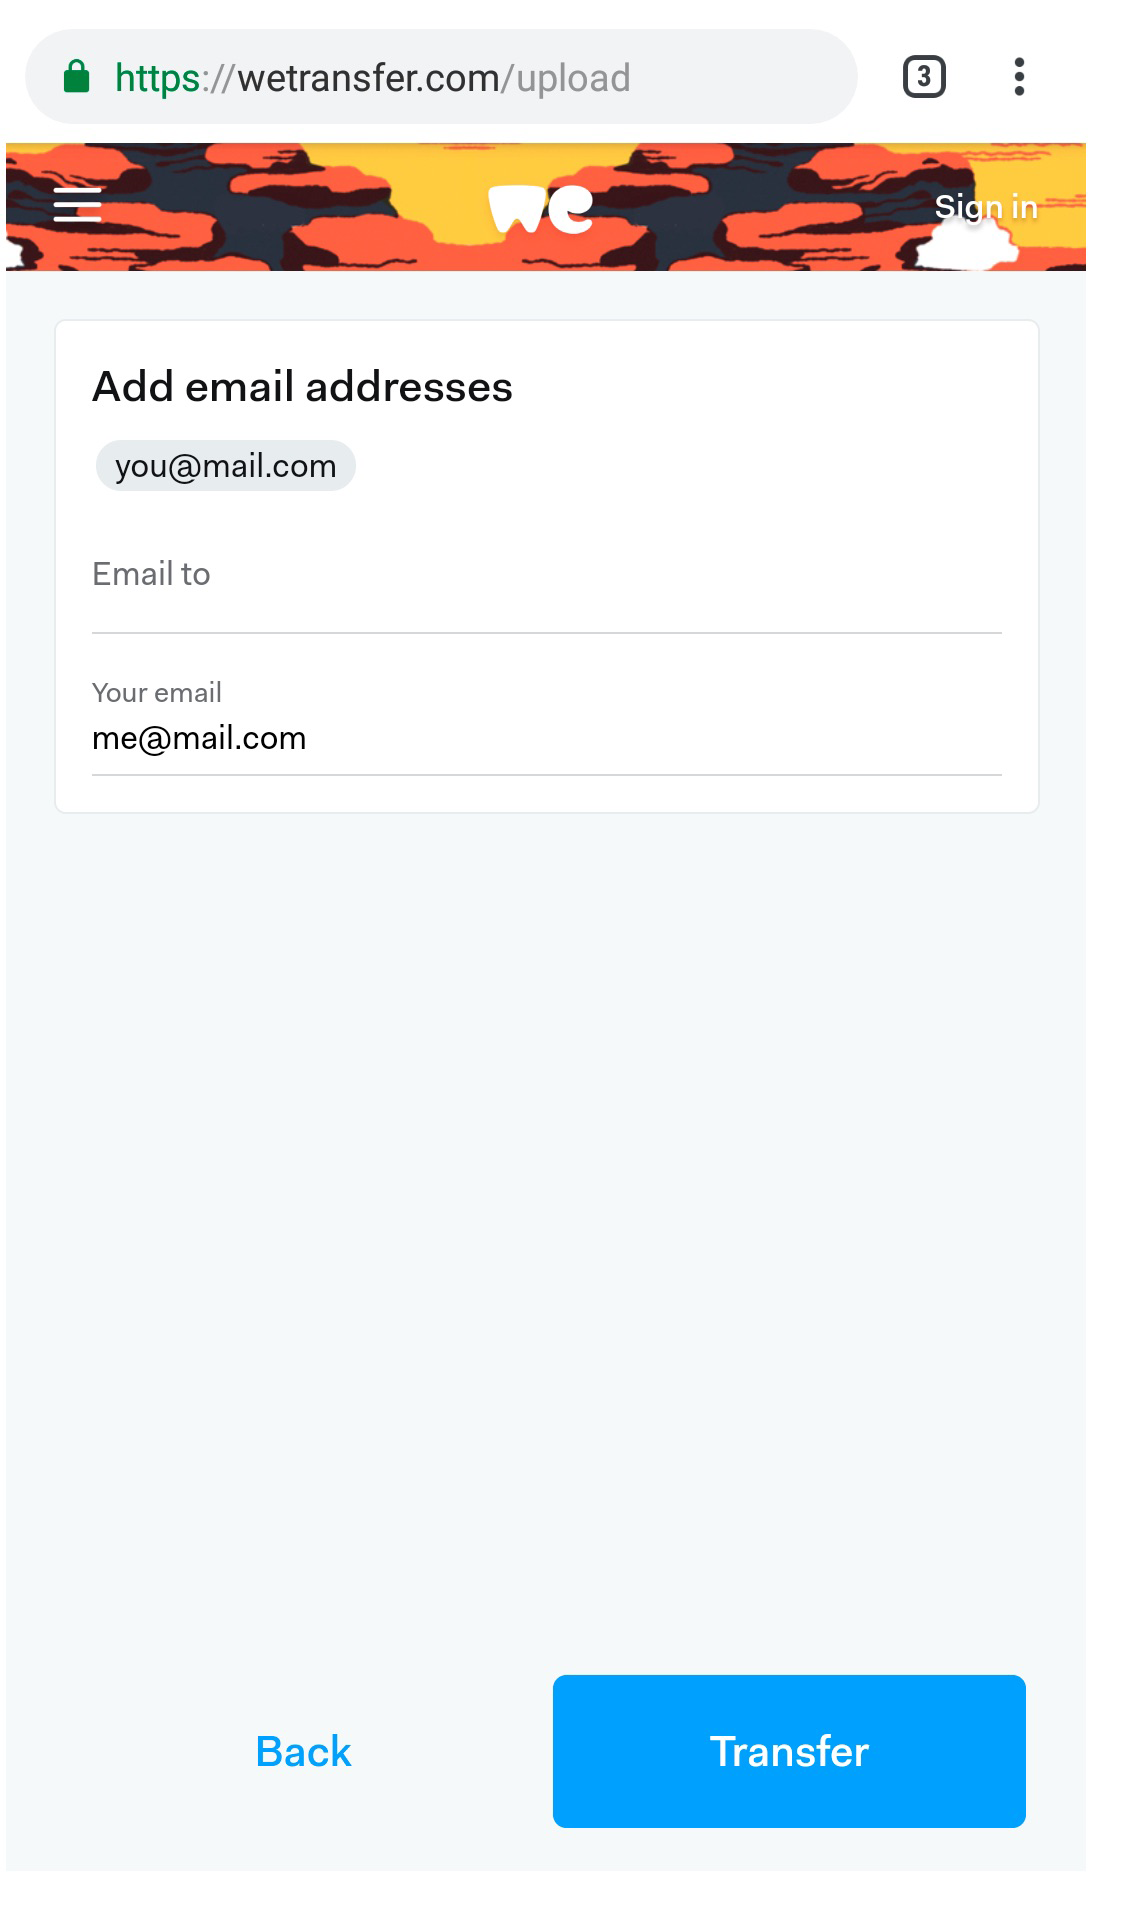 https://wetransfer.com/upload
3
we
Sign in
Add email addresses
you@mail.com
Email to
Your email
me@mail.com
Back
Transfer